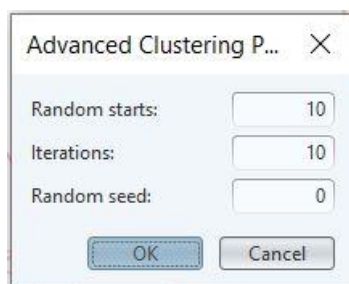 Advanced Clustering P...
Random starts: 10
Iterations: 10
Random seed: 0
OK Cancel